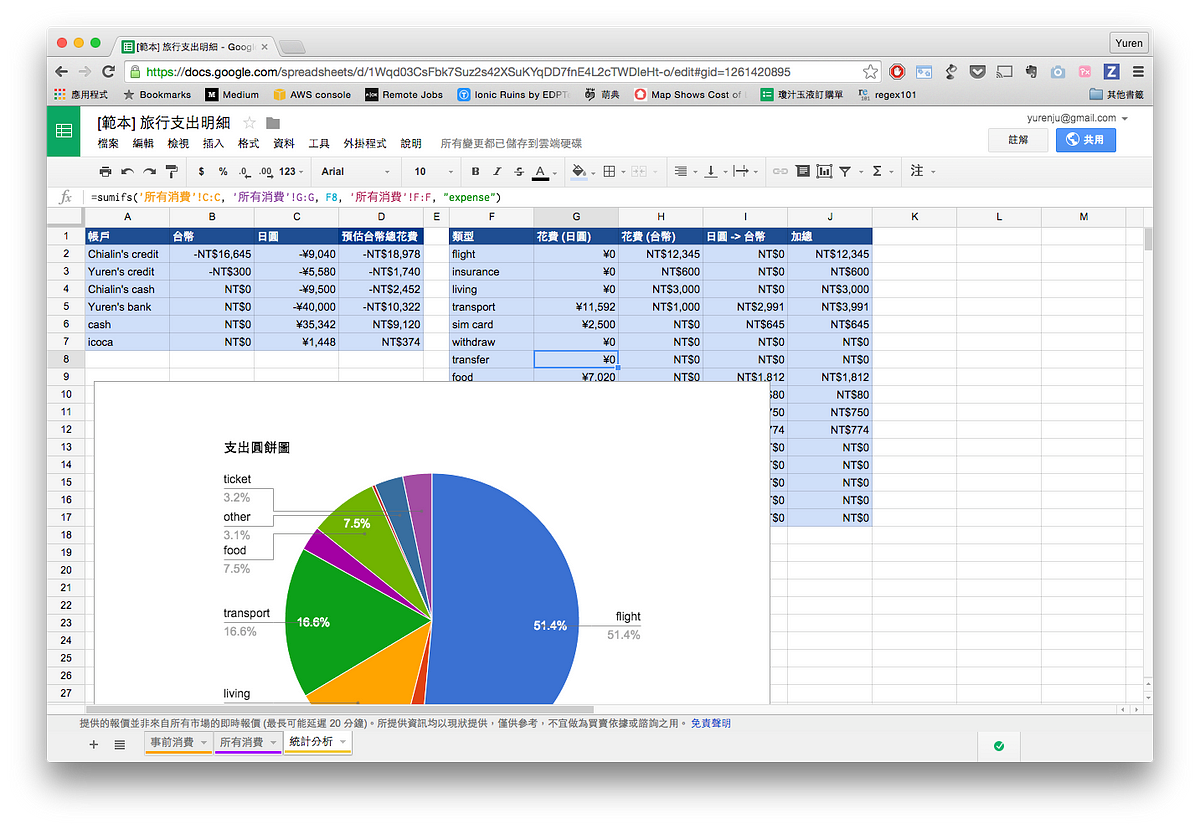 [範本] 旅行支出明細 - Googl
Yuren
https://docs.google.com/spreadsheets/d/1Wqd03CsFbk7Suz2s42XSuKYqDD7fnE4L2cTWDIeHt-o/edit#gid=1261420895
應用程式 Bookmarks Medium AWS console Remote Jobs Ionic Ruins by EDPT 萌典 Map Shows Cost of 瓊汁玉液訂購單 regex101 其他書籤
[範本] 旅行支出明細
yurenju@gmail.com
檔案 編輯 檢視 插入 格式 資料 工具 外掛程式 說明 所有變更都已儲存到雲端硬碟
註解 共用
$ % .0 .00 123 Arial 10 B I S A Σ 注
fx =sumifs('所有消費'!C:C, '所有消費'!G:G, F8, '所有消費'!F:F, "expense")
A B C D E F G H I J K L M
1 帳戶 台幣 日圓 預估台幣總花費 類型 花費 (日圓) 花費 (台幣) 日圓 -> 台幣 加總
2 Chialin's credit -NT$16,645 -¥9,040 -NT$18,978 flight ¥0 NT$12,345 NT$0 NT$12,345
3 Yuren's credit -NT$300 -¥5,580 -NT$1,740 insurance ¥0 NT$600 NT$0 NT$600
4 Chialin's cash NT$0 -¥9,500 -NT$2,452 living ¥0 NT$3,000 NT$0 NT$3,000
5 Yuren's bank NT$0 -¥40,000 -NT$10,322 transport ¥11,592 NT$1,000 NT$2,991 NT$3,991
6 cash NT$0 ¥35,342 NT$9,120 sim card ¥2,500 NT$0 NT$645 NT$645
7 icoca NT$0 ¥1,448 NT$374 withdraw ¥0 NT$0 NT$0 NT$0
8 transfer ¥0 NT$0 NT$0 NT$0
9 food ¥7,020 NT$0 NT$1,812 NT$1,812
10 $80 NT$80
11 750 NT$750
12 774 NT$774
13 $0 NT$0
14 $0 NT$0
15 $0 NT$0
16 $0 NT$0
17 $0 NT$0
18
19
20
21
22
23
24
25
26
27
支出圓餅圖
ticket
3.2%
other
3.1%
food
7.5%
7.5%
transport
16.6%
16.6%
living
51.4%
flight
51.4%
提供的報價並非來自所有市場的即時報價 (最長可能延遲 20 分鐘)。所提供資訊均以現狀提供，僅供參考，不宜做為買賣依據或諮詢之用。 免責聲明
事前消費 所有消費 統計分析